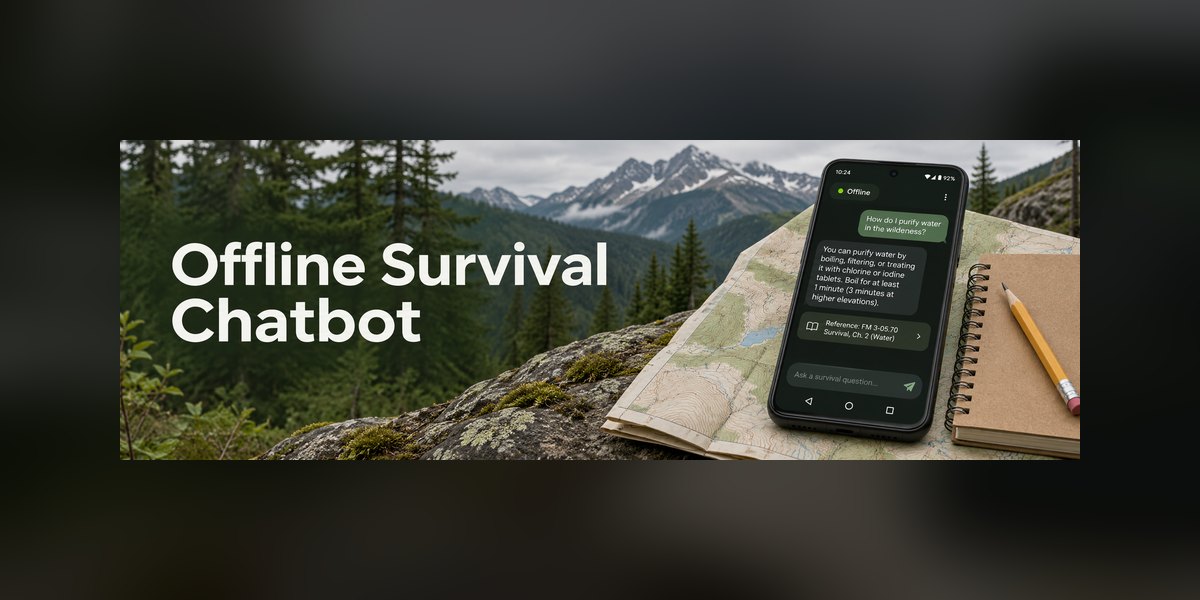 Offline Survival
Chatbot
10:24
92%
Offline
How do I purify water
in the wildeness?
You can purify water by
boiling, filtering, or treating
it with chlorine or iodine
tablets. Boil for at least
1 minute (3 minutes at
higher elevations).
Reference: FM 3-05.70
Survival, Ch. 2 (Water)
Ask a survival question...